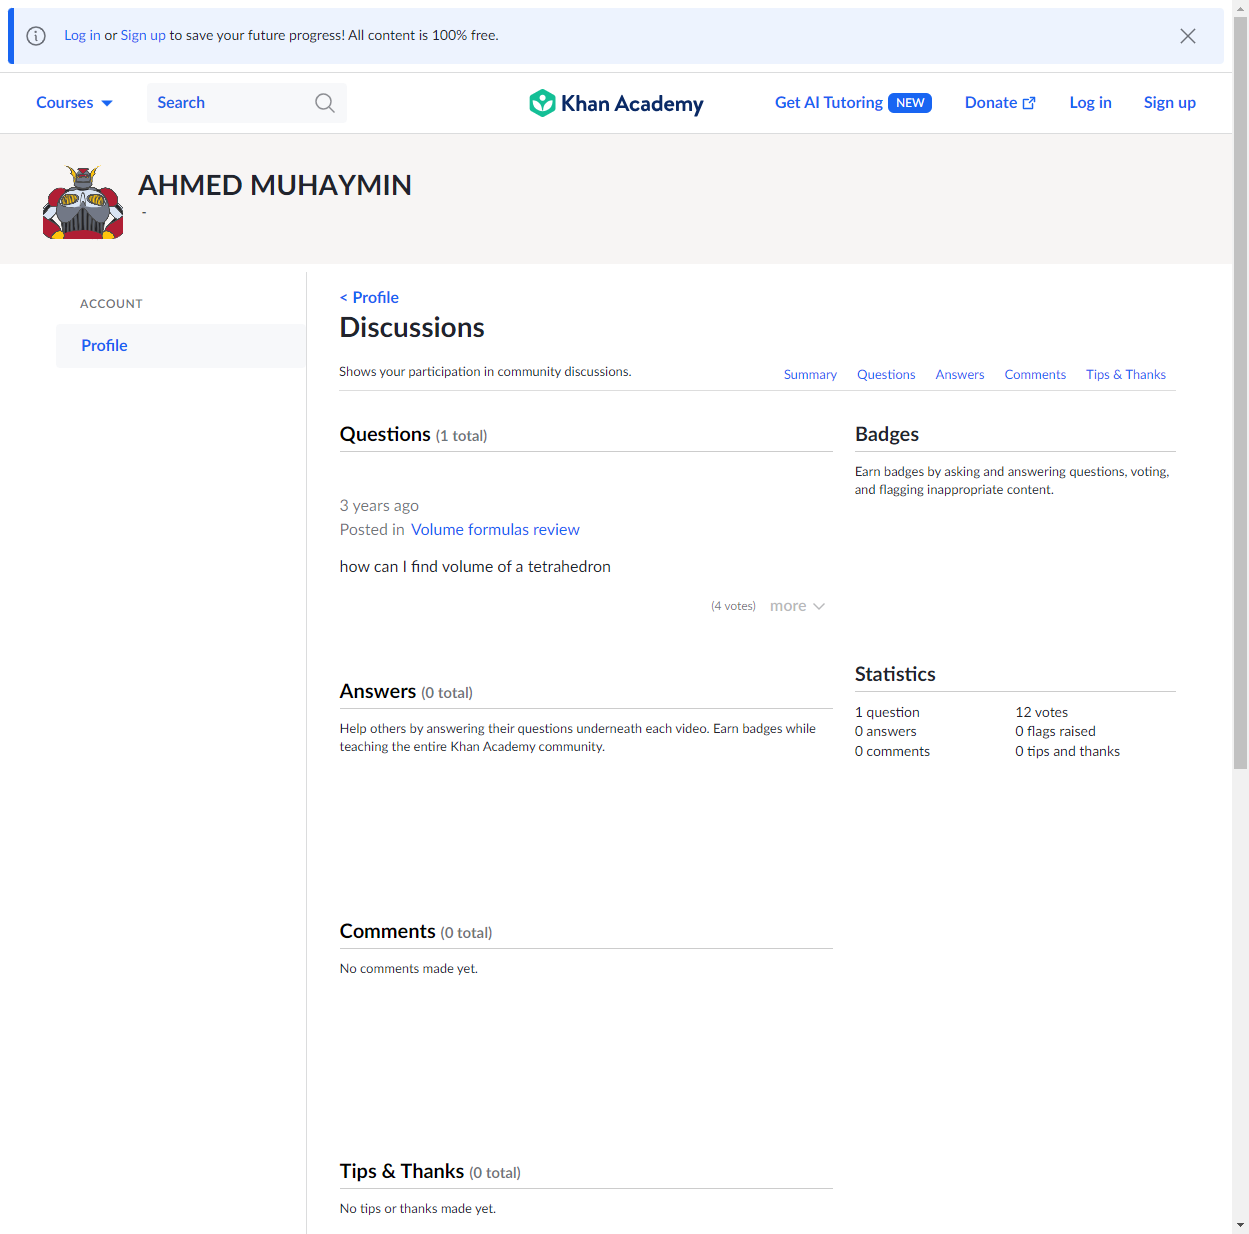 Log in or Sign up to save your future progress! All content is 100% free.
Courses
Search
Khan Academy
Get AI Tutoring NEW
Donate
Log in
Sign up
AHMED MUHAYMIN
-
ACCOUNT
Profile
< Profile
Discussions
Shows your participation in community discussions.
Summary
Questions
Answers
Comments
Tips & Thanks
Questions (1 total)
3 years ago
Posted in Volume formulas review
how can I find volume of a tetrahedron
(4 votes) more
Answers (0 total)
Help others by answering their questions underneath each video. Earn badges while
teaching the entire Khan Academy community.
Comments (0 total)
No comments made yet.
Tips & Thanks (0 total)
No tips or thanks made yet.
Badges
Earn badges by asking and answering questions, voting,
and flagging inappropriate content.
Statistics
1 question
12 votes
0 answers
0 flags raised
0 comments
0 tips and thanks